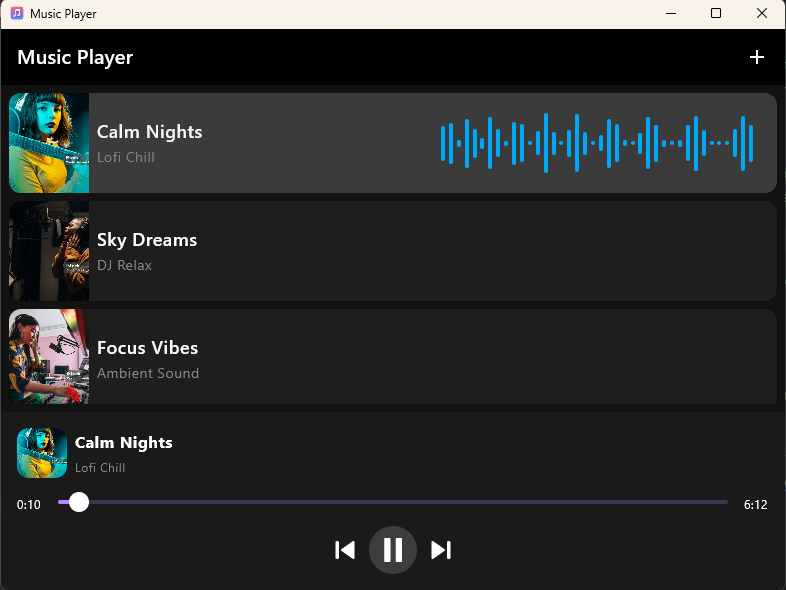 Music Player
Music Player
Calm Nights
Lofi Chill
Sky Dreams
DJ Relax
Focus Vibes
Ambient Sound
Calm Nights
Lofi Chill
0:10
6:12